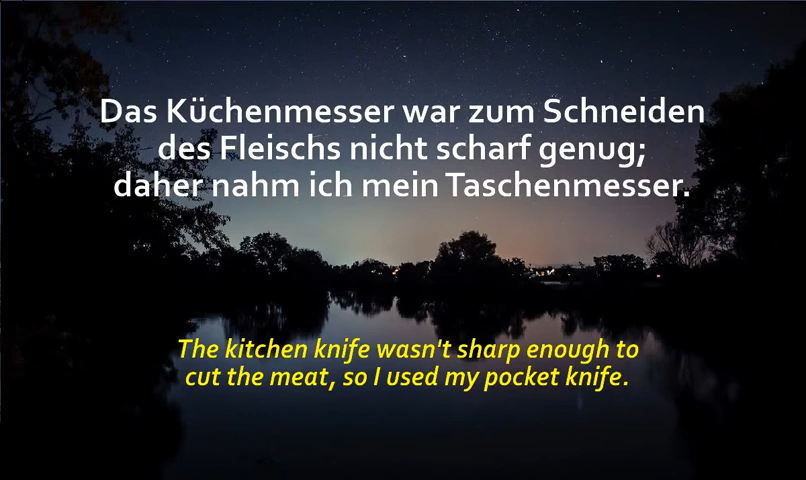 Das Küchenmesser war zum Schneiden
des Fleischs nicht scharf genug;
daher nahm ich mein Taschenmesser.
The kitchen knife wasn't sharp enough to
cut the meat, so I used my pocket knife.